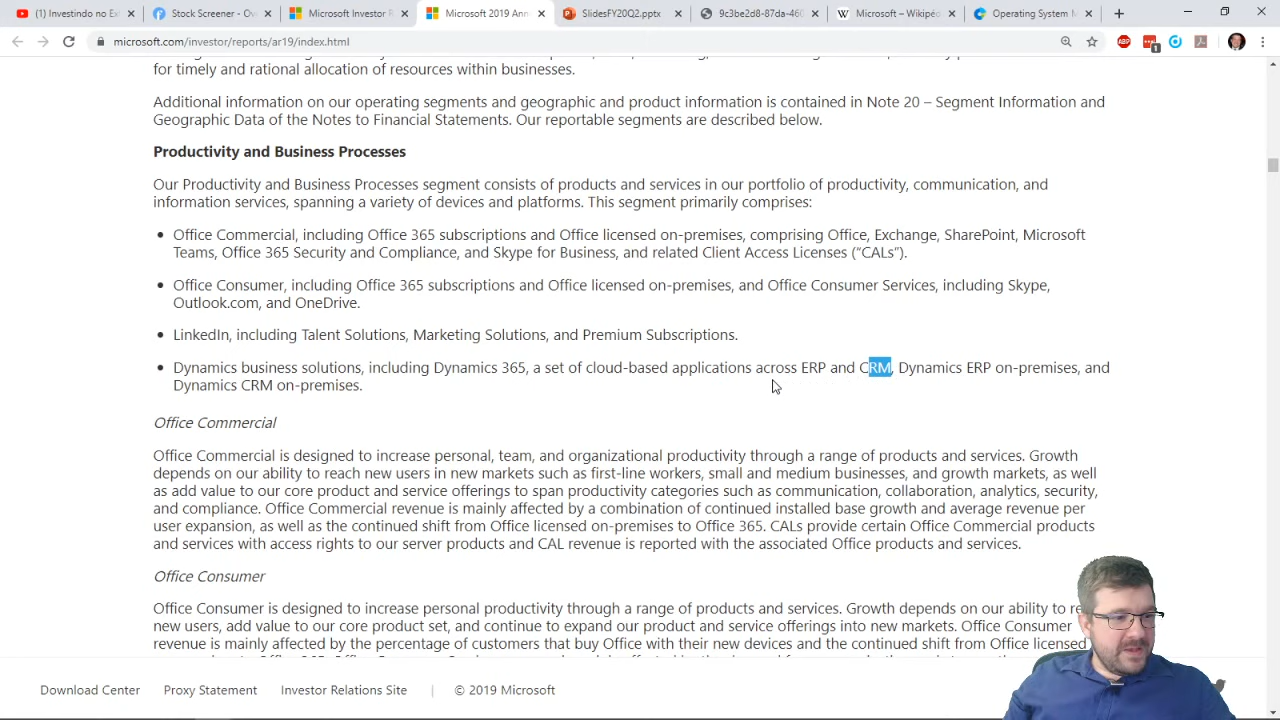 (1) Investindo no Ex
Stock Screener - Ov
Microsoft Investor R
Microsoft 2019 Ann
SlidesFY20Q2.pptx
9c3be2d8-87da-460
Microsoft – Wikipéd
Operating System M
microsoft.com/investor/reports/ar19/index.html
ABP
1
for timely and rational allocation of resources within businesses.
Additional information on our operating segments and geographic and product information is contained in Note 20 – Segment Information and
Geographic Data of the Notes to Financial Statements. Our reportable segments are described below.
Productivity and Business Processes
Our Productivity and Business Processes segment consists of products and services in our portfolio of productivity, communication, and
information services, spanning a variety of devices and platforms. This segment primarily comprises:
• Office Commercial, including Office 365 subscriptions and Office licensed on-premises, comprising Office, Exchange, SharePoint, Microsoft
Teams, Office 365 Security and Compliance, and Skype for Business, and related Client Access Licenses (“CALs”).
• Office Consumer, including Office 365 subscriptions and Office licensed on-premises, and Office Consumer Services, including Skype,
Outlook.com, and OneDrive.
• LinkedIn, including Talent Solutions, Marketing Solutions, and Premium Subscriptions.
• Dynamics business solutions, including Dynamics 365, a set of cloud-based applications across ERP and CRM, Dynamics ERP on-premises, and
Dynamics CRM on-premises.
Office Commercial
Office Commercial is designed to increase personal, team, and organizational productivity through a range of products and services. Growth
depends on our ability to reach new users in new markets such as first-line workers, small and medium businesses, and growth markets, as well
as add value to our core product and service offerings to span productivity categories such as communication, collaboration, analytics, security,
and compliance. Office Commercial revenue is mainly affected by a combination of continued installed base growth and average revenue per
user expansion, as well as the continued shift from Office licensed on-premises to Office 365. CALs provide certain Office Commercial products
and services with access rights to our server products and CAL revenue is reported with the associated Office products and services.
Office Consumer
Office Consumer is designed to increase personal productivity through a range of products and services. Growth depends on our ability to re
new users, add value to our core product set, and continue to expand our product and service offerings into new markets. Office Consumer
revenue is mainly affected by the percentage of customers that buy Office with their new devices and the continued shift from Office licensed
Download Center
Proxy Statement
Investor Relations Site
|
© 2019 Microsoft